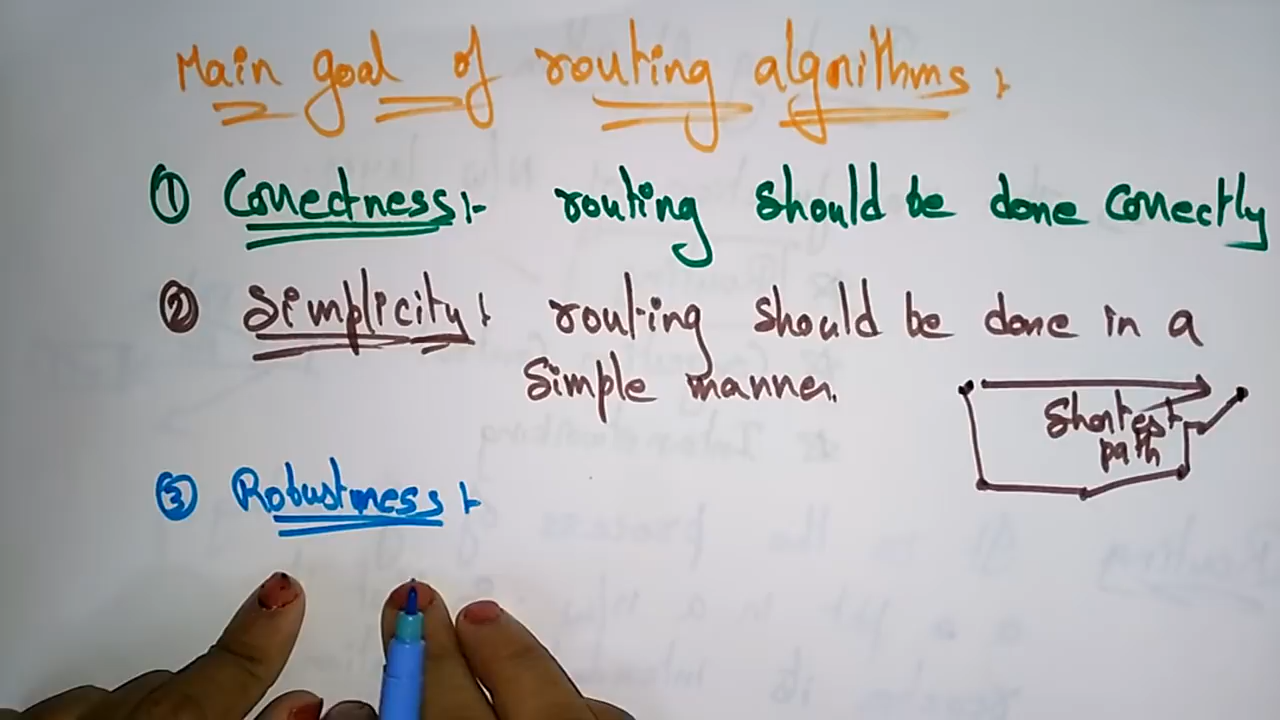 Main goal of routing algorithms :
① Correctness:- routing should be done correctly
② Simplicity: routing should be done in a
Simple manner.
Shortest
path
③ Robustness: